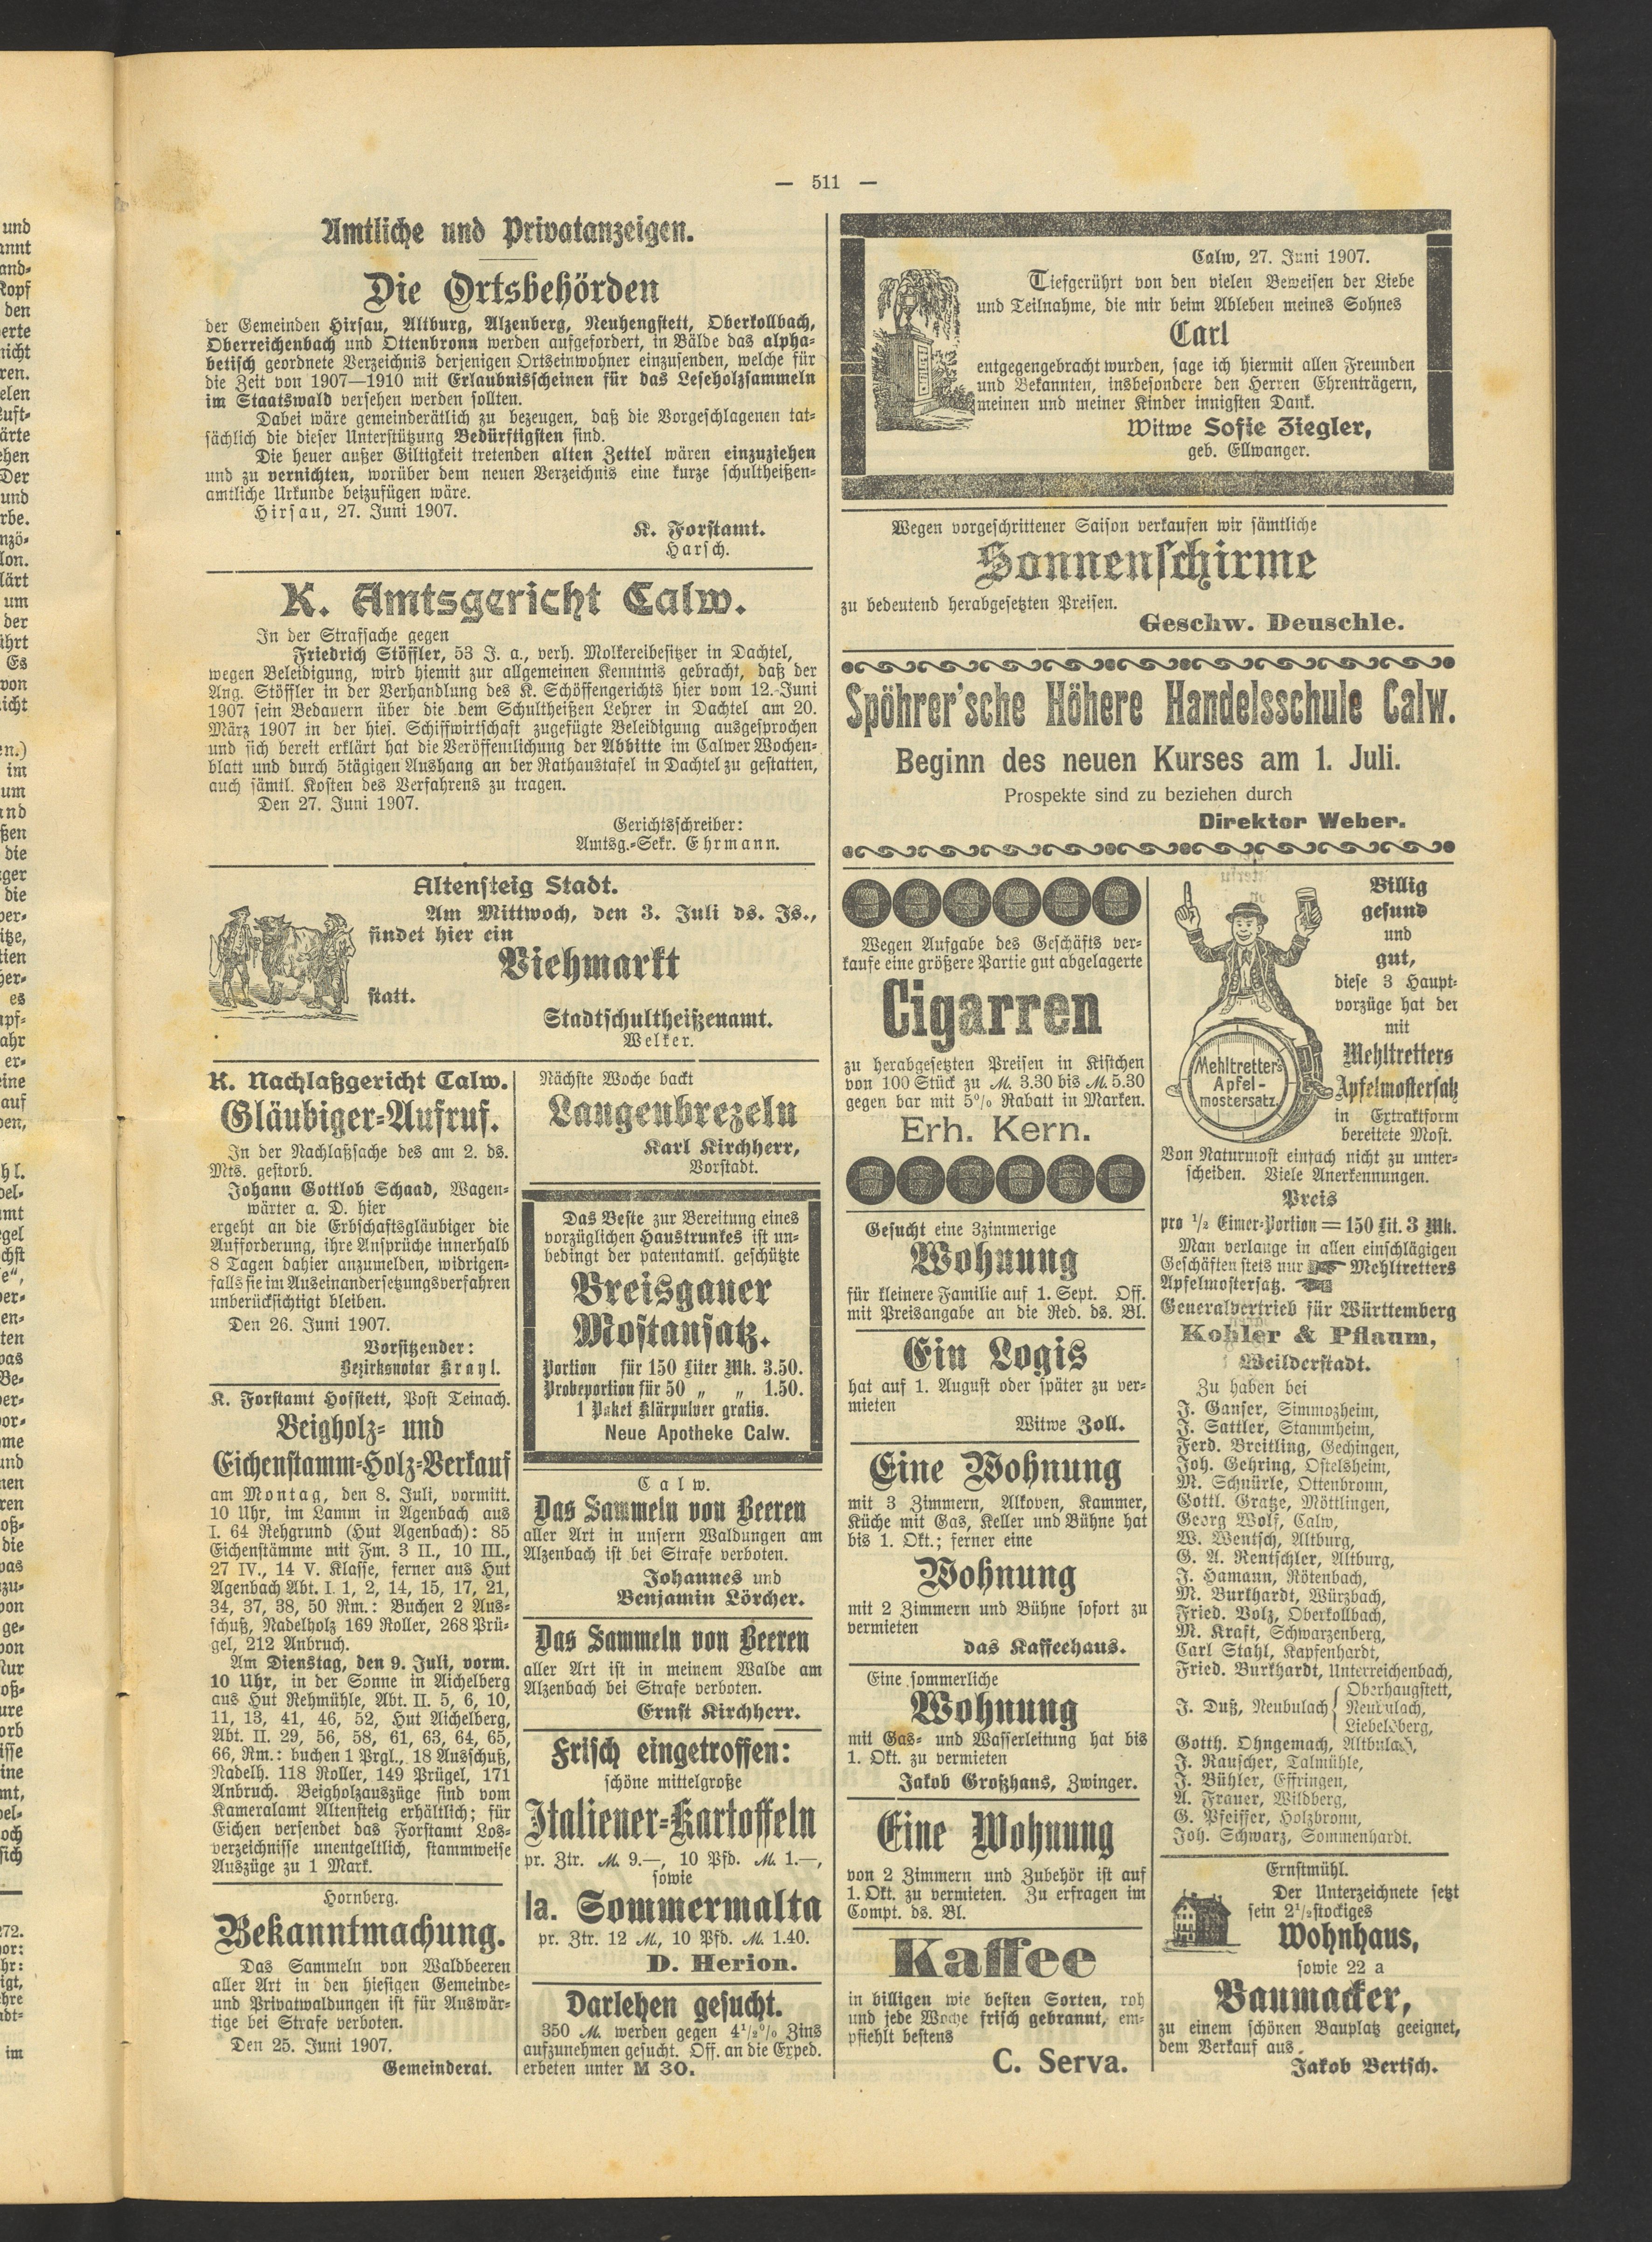 — 511 —
Amtliche und Privatanzeigen.
Die Ortsbehörden
der Gemeinden Hirsau, Altburg, Alzenberg, Neuhengstett, Oberkollbach,
Oberreichenbach und Ottenbronn werden aufgefordert, in Bälde das alpha-
betisch geordnete Verzeichnis derjenigen Ortseinwohner einzusenden, welche für
die Zeit von 1907—1910 mit Erlaubnisscheinen für das Leseholzsammeln
im Staatswald versehen werden sollten.
Dabei wäre gemeinderätlich zu bezeugen, daß die Vorgeschlagenen tat-
sächlich die dieser Unterstützung Bedürftigsten sind.
Die heuer außer Giltigkeit tretenden alten Zettel wären einzuziehen
und zu vernichten, worüber dem neuen Verzeichnis eine kurze schultheißen-
amtliche Urkunde beizufügen wäre.
Hirsau, 27. Juni 1907.
K. Forstamt.
Harsch.
K. Amtsgericht Calw.
In der Strafsache gegen
Friedrich Stöffler, 53 J. a., verh. Molkereibesitzer in Dachtel,
wegen Beleidigung, wird hiemit zur allgemeinen Kenntnis gebracht, daß der
Ang. Stöffler in der Verhandlung des K. Schöffengerichts hier vom 12. Juni
1907 sein Bedauern über die dem Schultheißen Lehrer in Dachtel am 20.
März 1907 in der hies. Schiffwirtschaft zugefügte Beleidigung ausgesprochen
und sich bereit erklärt hat die Veröffentlichung der Abbitte im Calwer Wochen-
blatt und durch 5tägigen Aushang an der Rathaustafel in Dachtel zu gestatten,
auch sämtl. Kosten des Verfahrens zu tragen.
Den 27. Juni 1907.
Gerichtsschreiber:
Amtsg.-Sekr. Ehrmann.
Altensteig Stadt.
Am Mittwoch, den 3. Juli ds. Js.,
findet hier ein
Viehmarkt
statt.
Stadtschultheißenamt.
Welker.
K. Nachlaßgericht Calw.
Gläubiger-Aufruf.
In der Nachlaßsache des am 2. ds.
Mts. gestorb.
Johann Gottlob Schaad, Wagen-
wärter a. D. hier
ergeht an die Erbschaftsgläubiger die
Aufforderung, ihre Ansprüche innerhalb
8 Tagen dahier anzumelden, widrigen-
falls sie im Auseinandersetzungsverfahren
unberücksichtigt bleiben.
Den 26. Juni 1907.
Vorsitzender:
Bezirksnotar Krayl.
K. Forstamt Hofstett, Post Teinach.
Beigholz- und
Eichenstamm-Holz-Verkauf
am Montag, den 8. Juli, vormitt.
10 Uhr, im Lamm in Agenbach aus
I. 64 Rehgrund (Hut Agenbach): 85
Eichenstämme mit Fm. 3 II., 10 III.,
27 IV., 14 V. Klasse, ferner aus Hut
Agenbach Abt. I. 1, 2, 14, 15, 17, 21,
34, 37, 38, 50 Rm.: Buchen 2 Aus-
schuß, Nadelholz 169 Roller, 268 Prü-
gel, 212 Anbruch.
Am Dienstag, den 9. Juli, vorm.
10 Uhr, in der Sonne in Aichelberg
aus Hut Rehmühle, Abt. II. 5, 6, 10,
11, 13, 41, 46, 52, Hut Aichelberg,
Abt. II. 29, 56, 58, 61, 63, 64, 65,
66, Rm.: buchen 1 Prgl., 18 Ausschuß,
Nadelh. 118 Roller, 149 Prügel, 171
Anbruch. Beigholzauszüge sind vom
Kameralamt Altensteig erhältlich; für
Eichen versendet das Forstamt Los-
verzeichnisse unentgeltlich, stammweise
Auszüge zu 1 Mark.
Hornberg.
Bekanntmachung.
Das Sammeln von Waldbeeren
aller Art in den hiesigen Gemeinde-
und Privatwaldungen ist für Auswär-
tige bei Strafe verboten.
Den 25. Juni 1907.
Gemeinderat.
Nächste Woche backt
Langenbrezeln
Karl Kirchherr,
Vorstadt.
Das Beste zur Bereitung eines
vorzüglichen Haustrunkes ist un-
bedingt der patentamtl. geschützte
Breisgauer
Mostansatz.
Portion für 150 Liter Mk. 3.50.
Probeportion für 50 „ „ 1.50.
1 Paket Klärpulver gratis.
Neue Apotheke Calw.
Calw.
Das Sammeln von Beeren
aller Art in unsern Waldungen am
Alzenbach ist bei Strafe verboten.
Johannes und
Benjamin Lörcher.
Das Sammeln von Beeren
aller Art ist in meinem Walde am
Alzenbach bei Strafe verboten.
Ernst Kirchherr.
Frisch eingetroffen:
schöne mittelgroße
Italiener-Kartoffeln
pr. Ztr. M. 9.—, 10 Pfd. M. 1.—,
sowie
Ia. Sommermalta
pr. Ztr. 12 M., 10 Pfd. M. 1.40.
D. Herion.
Darlehen gesucht.
350 M. werden gegen 4 1/2 % Zins
aufzunehmen gesucht. Off. an die Exped.
erbeten unter M 30.
Calw, 27. Juni 1907.
Tiefgerührt von den vielen Beweisen der Liebe
und Teilnahme, die mir beim Ableben meines Sohnes
Carl
entgegengebracht wurden, sage ich hiermit allen Freunden
und Bekannten, insbesondere den Herren Ehrenträgern,
meinen und meiner Kinder innigsten Dank.
Witwe Sofie Ziegler,
geb. Ellwanger.
Wegen vorgeschrittener Saison verkaufen wir sämtliche
Sonnenschirme
zu bedeutend herabgesetzten Preisen.
Geschw. Deuschle.
Spöhrer'sche Höhere Handelsschule Calw.
Beginn des neuen Kurses am 1. Juli.
Prospekte sind zu beziehen durch
Direktor Weber.
Wegen Aufgabe des Geschäfts ver-
kaufe eine größere Partie gut abgelagerte
Cigarren
zu herabgesetzten Preisen in Kistchen
von 100 Stück zu M. 3.30 bis M. 5.30
gegen bar mit 5% Rabatt in Marken.
Erh. Kern.
Gesucht eine 3zimmerige
Wohnung
für kleinere Familie auf 1. Sept. Off.
mit Preisangabe an die Red. ds. Bl.
Ein Logis
hat auf 1. August oder später zu ver-
mieten
Witwe Zoll.
Eine Wohnung
mit 3 Zimmern, Alkoven, Kammer,
Küche mit Gas, Keller und Bühne hat
bis 1. Okt.; ferner eine
Wohnung
mit 2 Zimmern und Bühne sofort zu
vermieten
das Kaffeehaus.
Eine sommerliche
Wohnung
mit Gas- und Wasserleitung hat bis
1. Okt. zu vermieten
Jakob Großhans, Zwinger.
Eine Wohnung
von 2 Zimmern und Zubehör ist auf
1. Okt. zu vermieten. Zu erfragen im
Compt. ds. Bl.
Kaffee
in billigen wie besten Sorten, roh
und jede Woche frisch gebrannt, em-
pfiehlt bestens
C. Serva.
Billig
gesund
und
gut,
diese 3 Haupt-
vorzüge hat der
mit
Mehltretters
Apfelmostersatz
in Extraktform
bereitete Most.
Mehltretter's
Apfel-
mostersatz
Von Naturmost einfach nicht zu unter-
scheiden. Viele Anerkennungen.
Preis
pro 1/2 Eimer-Portion = 150 Lit. 3 Mk.
Man verlange in allen einschlägigen
Geschäften stets nur Mehltretters
Apfelmostersatz.
Generalvertrieb für Württemberg
Kohler & Pflaum,
Weilderstadt.
Zu haben bei
J. Ganser, Simmozheim,
J. Sattler, Stammheim,
Ferd. Breitling, Gechingen,
Joh. Gehring, Ostelsheim,
M. Schnürle, Ottenbronn,
Gottl. Gratze, Möttlingen,
Georg Wolf, Calw,
W. Wentsch, Altburg,
G. A. Rentschler, Altburg,
J. Hamann, Rötenbach,
M. Burkhardt, Würzbach,
Fried. Volz, Oberkollbach,
M. Kraft, Schwarzenberg,
Carl Stahl, Kapfenhardt,
Fried. Burkhardt, Unterreichenbach,
J. Duß, Neubulach { Oberhaugstett,
Neubulach,
Liebelsberg,
Gotth. Ohngemach, Altbulach,
J. Rauscher, Talmühle,
J. Bühler, Effringen,
A. Frauer, Wildberg,
G. Pfeiffer, Holzbronn,
Joh. Schwarz, Sommenhardt.
Ernstmühl.
Der Unterzeichnete setzt
sein 2 1/2stockiges
Wohnhaus,
sowie 22 a
Baumacker,
zu einem schönen Bauplatz geeignet,
dem Verkauf aus.
Jakob Bertsch.